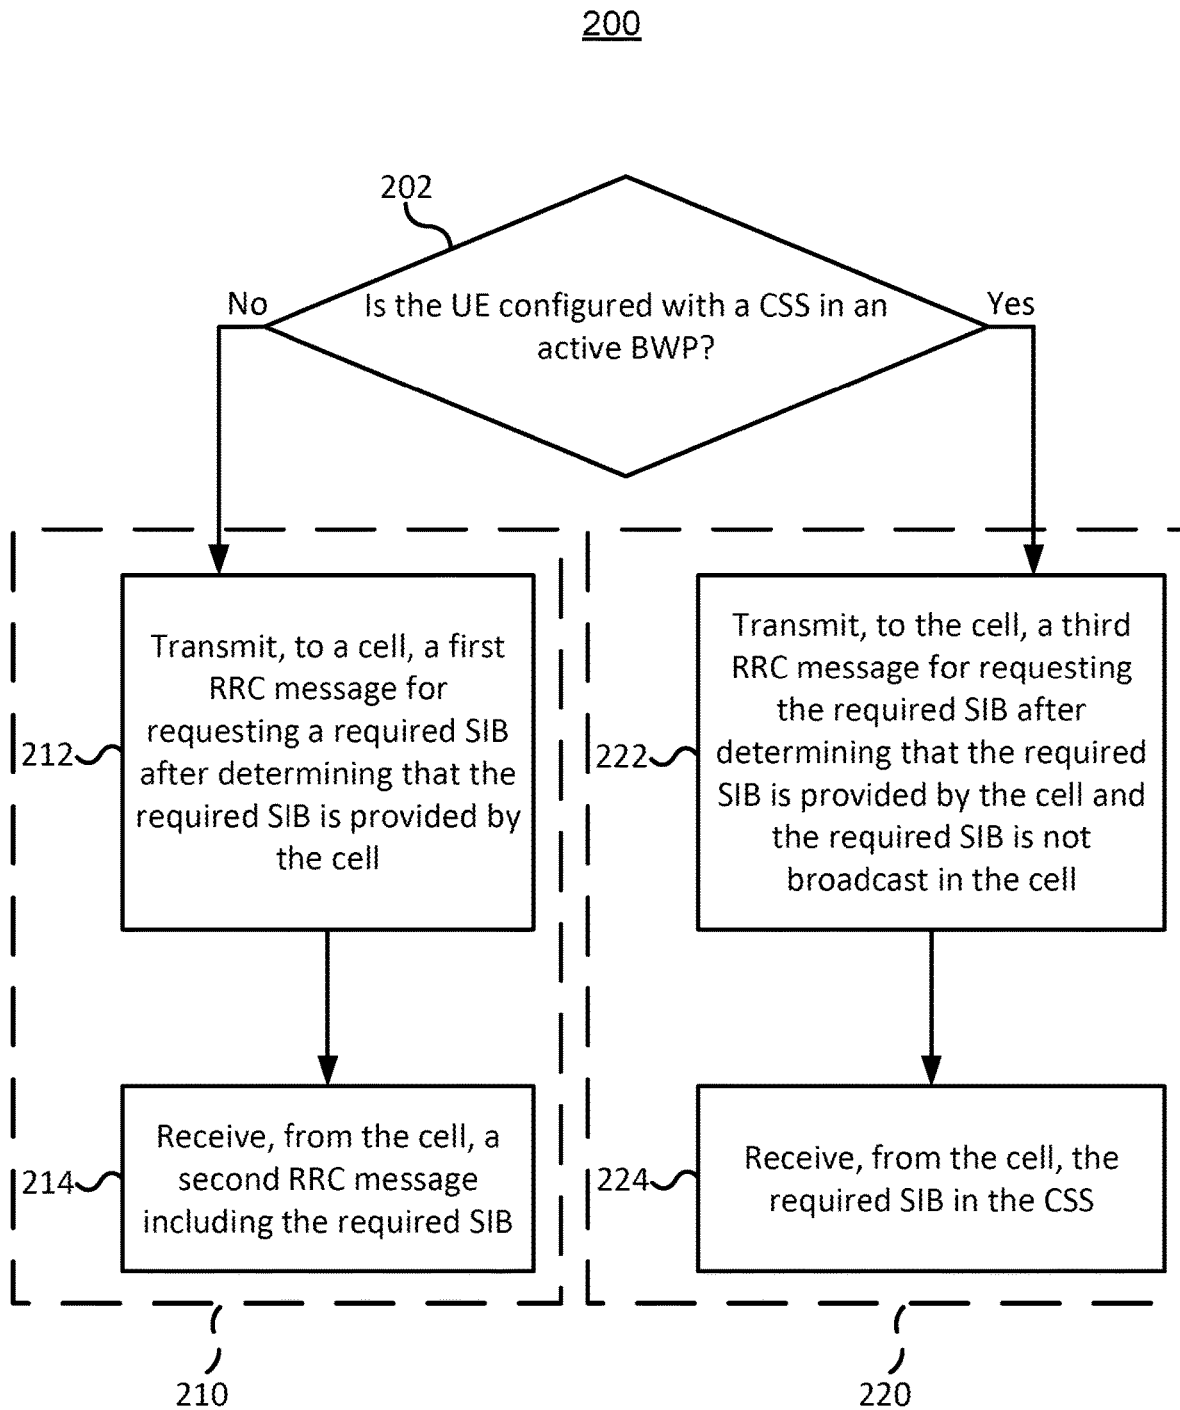 200
202
No
Is the UE configured with a CSS in an
active BWP?
Yes
Transmit, to a cell, a first
RRC message for
requesting a required SIB
after determining that the
required SIB is provided by
the cell
212
Receive, from the cell, a
second RRC message
including the required SIB
214
210
Transmit, to the cell, a third
RRC message for requesting
the required SIB after
determining that the required
SIB is provided by the cell and
the required SIB is not
broadcast in the cell
222
Receive, from the cell, the
required SIB in the CSS
224
220